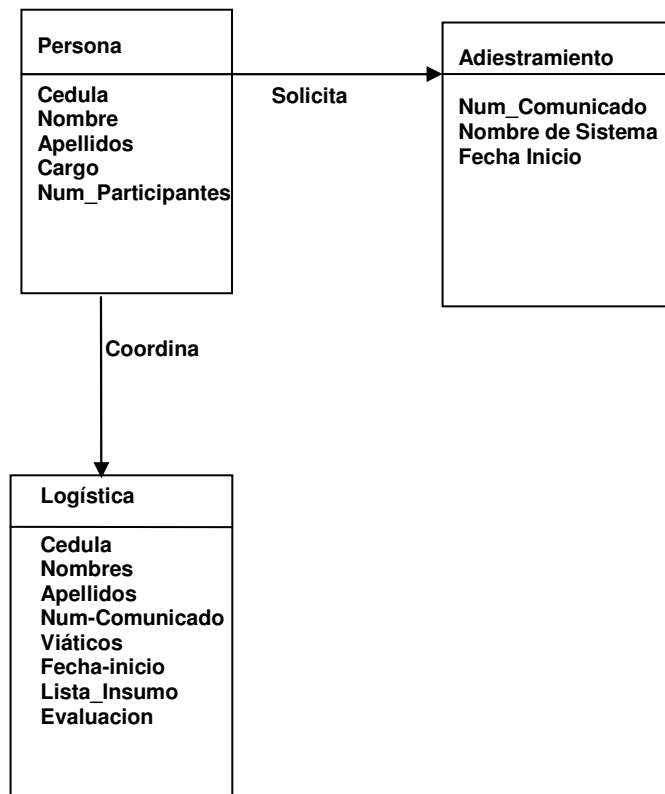 Persona
Cedula
Nombre
Apellidos
Cargo
Num_Participantes
Solicita
Adiestramiento
Num_Comunicado
Nombre de Sistema
Fecha Inicio
Coordina
Logística
Cedula
Nombres
Apellidos
Num-Comunicado
Viáticos
Fecha-inicio
Lista_Insumo
Evaluacion